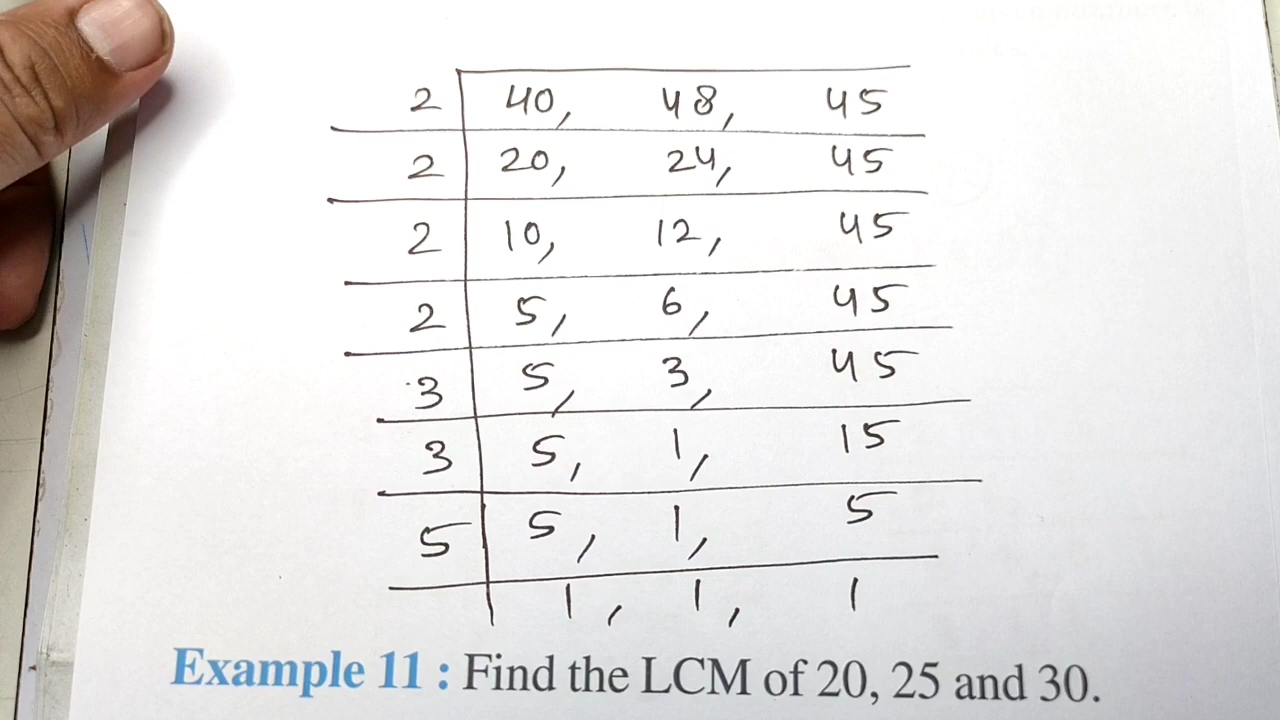 2 40, 48, 45
2 20, 24, 45
2 10, 12, 45
2 5, 6, 45
3 5, 3, 45
3 5, 1, 15
5 5, 1, 5
1, 1, 1
Example 11 : Find the LCM of 20, 25 and 30.